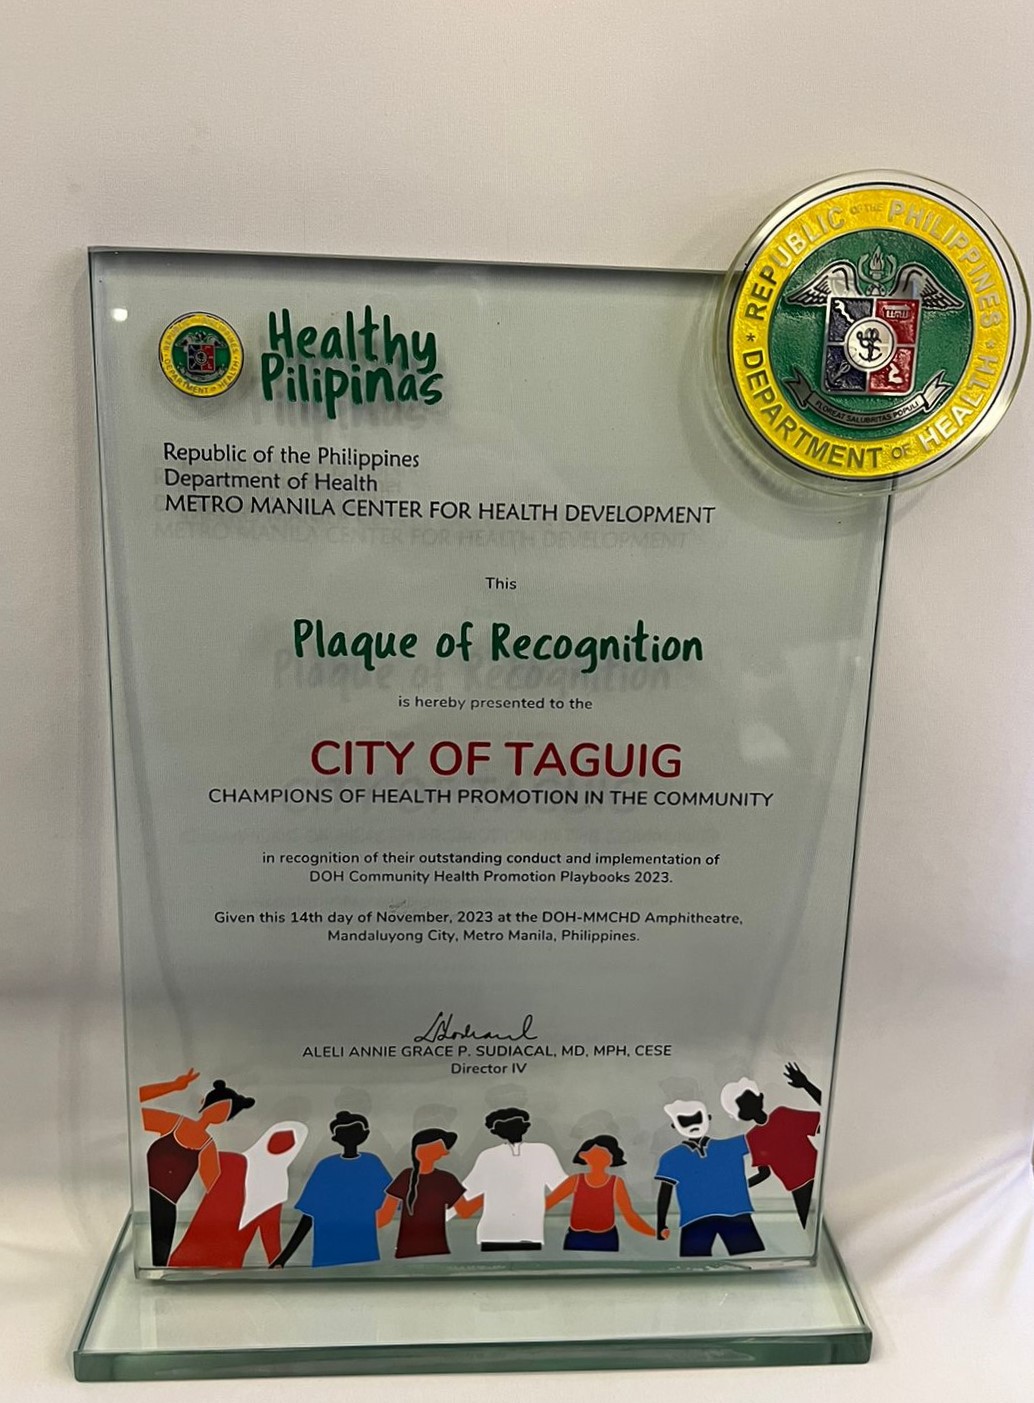 REPUBLIC OF THE PHILIPPINES
DEPARTMENT OF HEALTH
FLOREAT SALUBRITAS POPULI
Healthy
Pilipinas
DEPARTMENT OF HEALTH
Republic of the Philippines
Department of Health
METRO MANILA CENTER FOR HEALTH DEVELOPMENT
This
Plaque of Recognition
is hereby presented to the
CITY OF TAGUIG
CHAMPIONS OF HEALTH PROMOTION IN THE COMMUNITY
in recognition of their outstanding conduct and implementation of
DOH Community Health Promotion Playbooks 2023.
Given this 14th day of November, 2023 at the DOH-MMCHD Amphitheatre,
Mandaluyong City, Metro Manila, Philippines.
ALELI ANNIE GRACE P. SUDIACAL, MD, MPH, CESE
Director IV